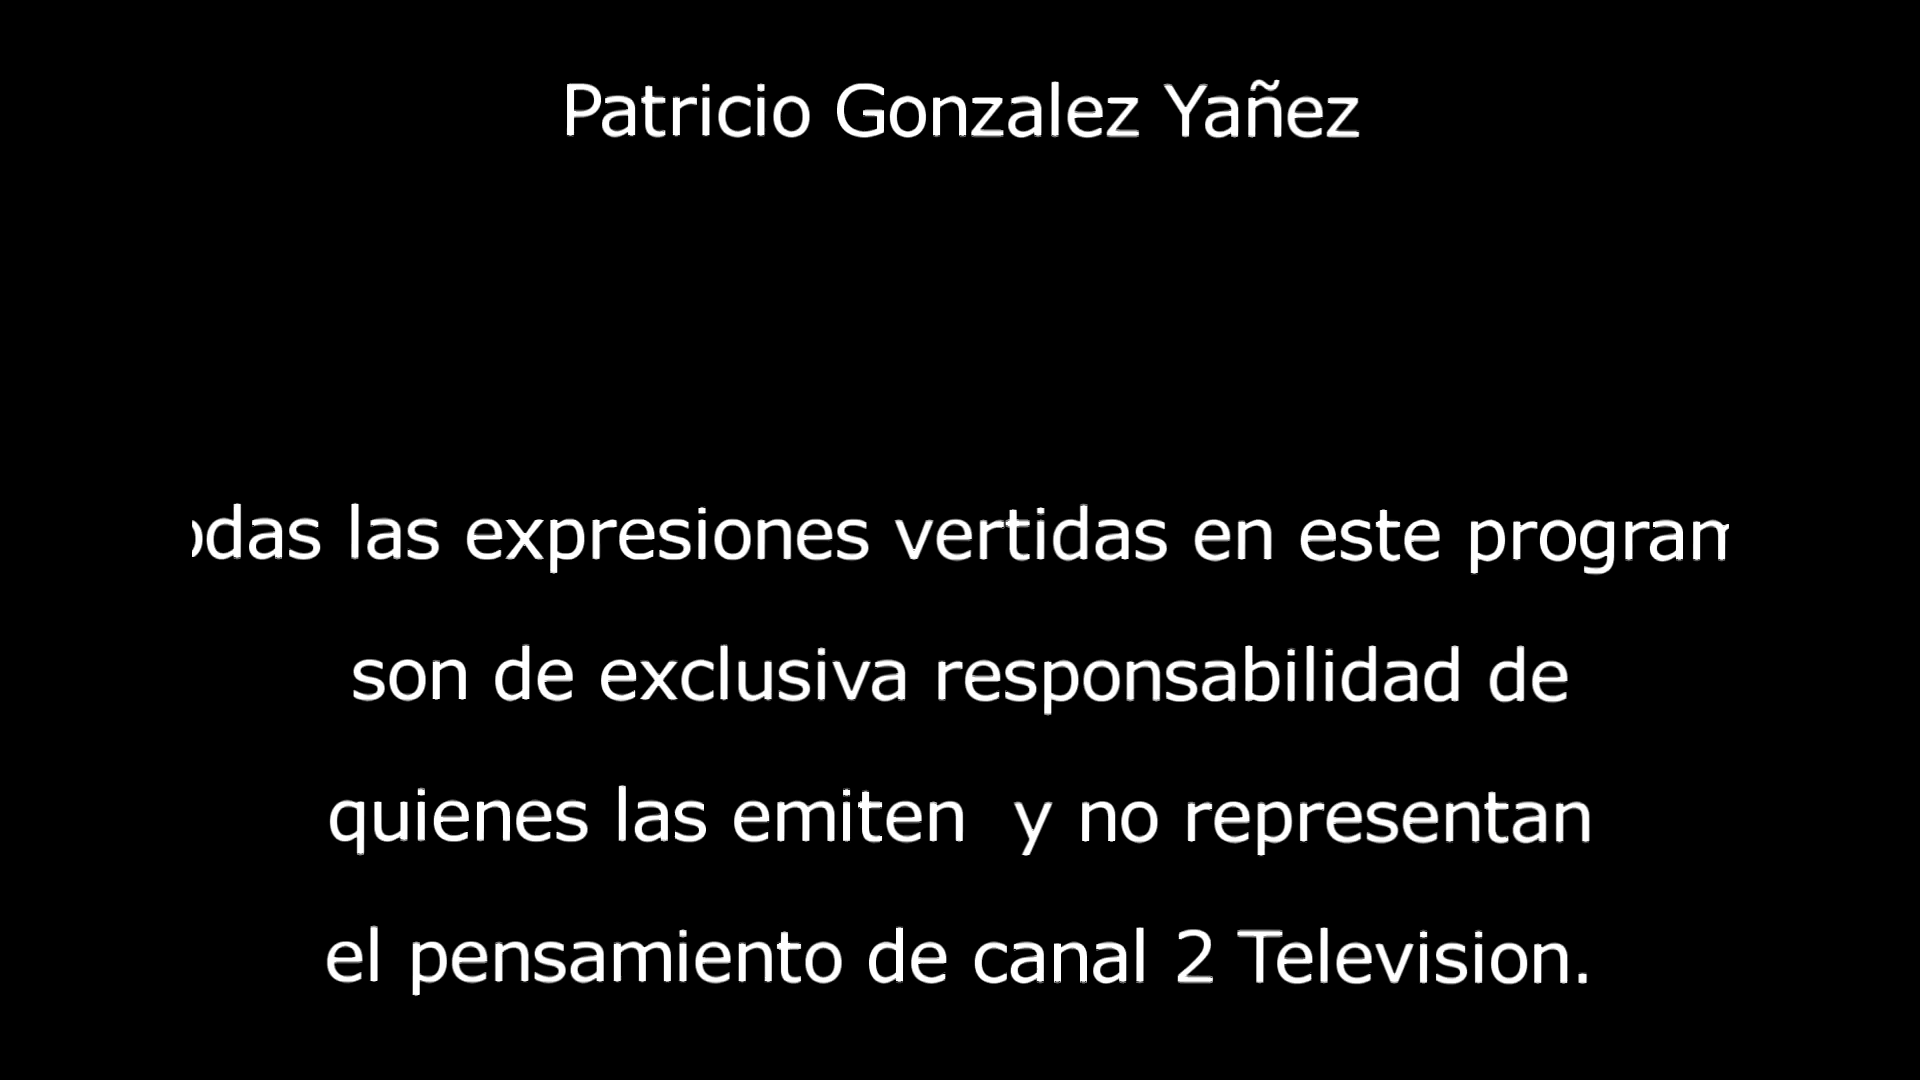 Patricio Gonzalez Yañez
odas las expresiones vertidas en este program
son de exclusiva responsabilidad de
quienes las emiten  y no representan
el pensamiento de canal 2 Television.